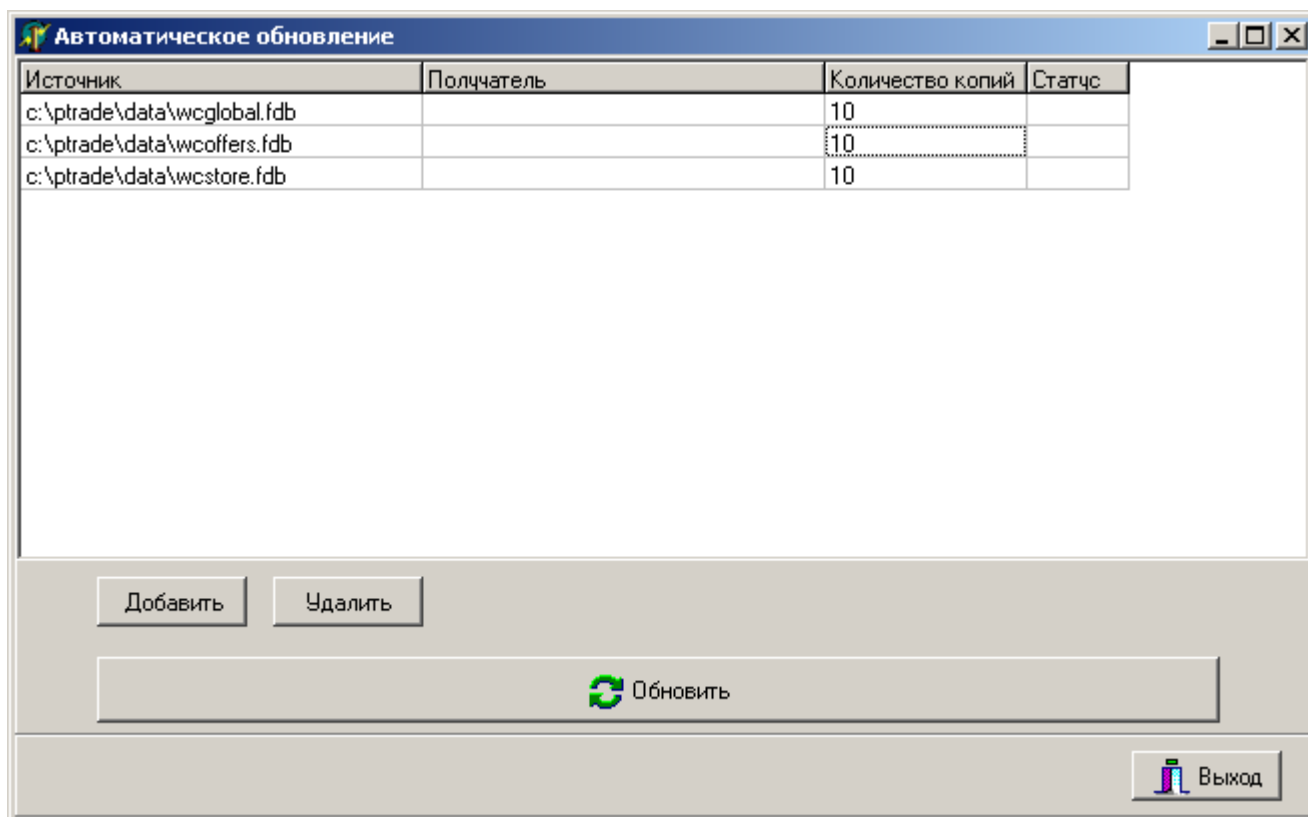 Автоматическое обновление
Источник Получатель Количество копий Статус
c:\ptrade\data\wcglobal.fdb 10
c:\ptrade\data\wcoffers.fdb 10
c:\ptrade\data\wcstore.fdb 10
Добавить Удалить
Обновить
Выход